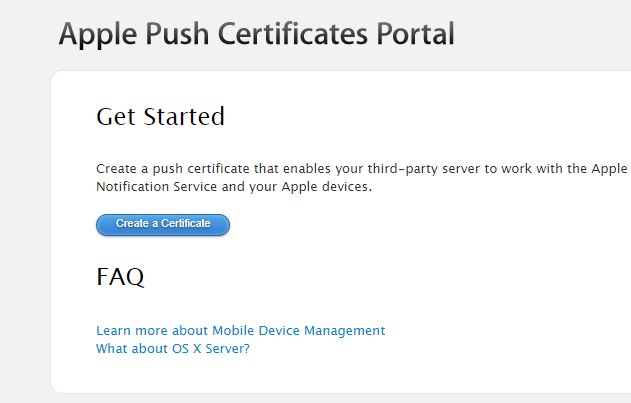 Apple Push Certificates Portal
Get Started
Create a push certificate that enables your third-party server to work with the Apple
Notification Service and your Apple devices.
Create a Certificate
FAQ
Learn more about Mobile Device Management
What about OS X Server?